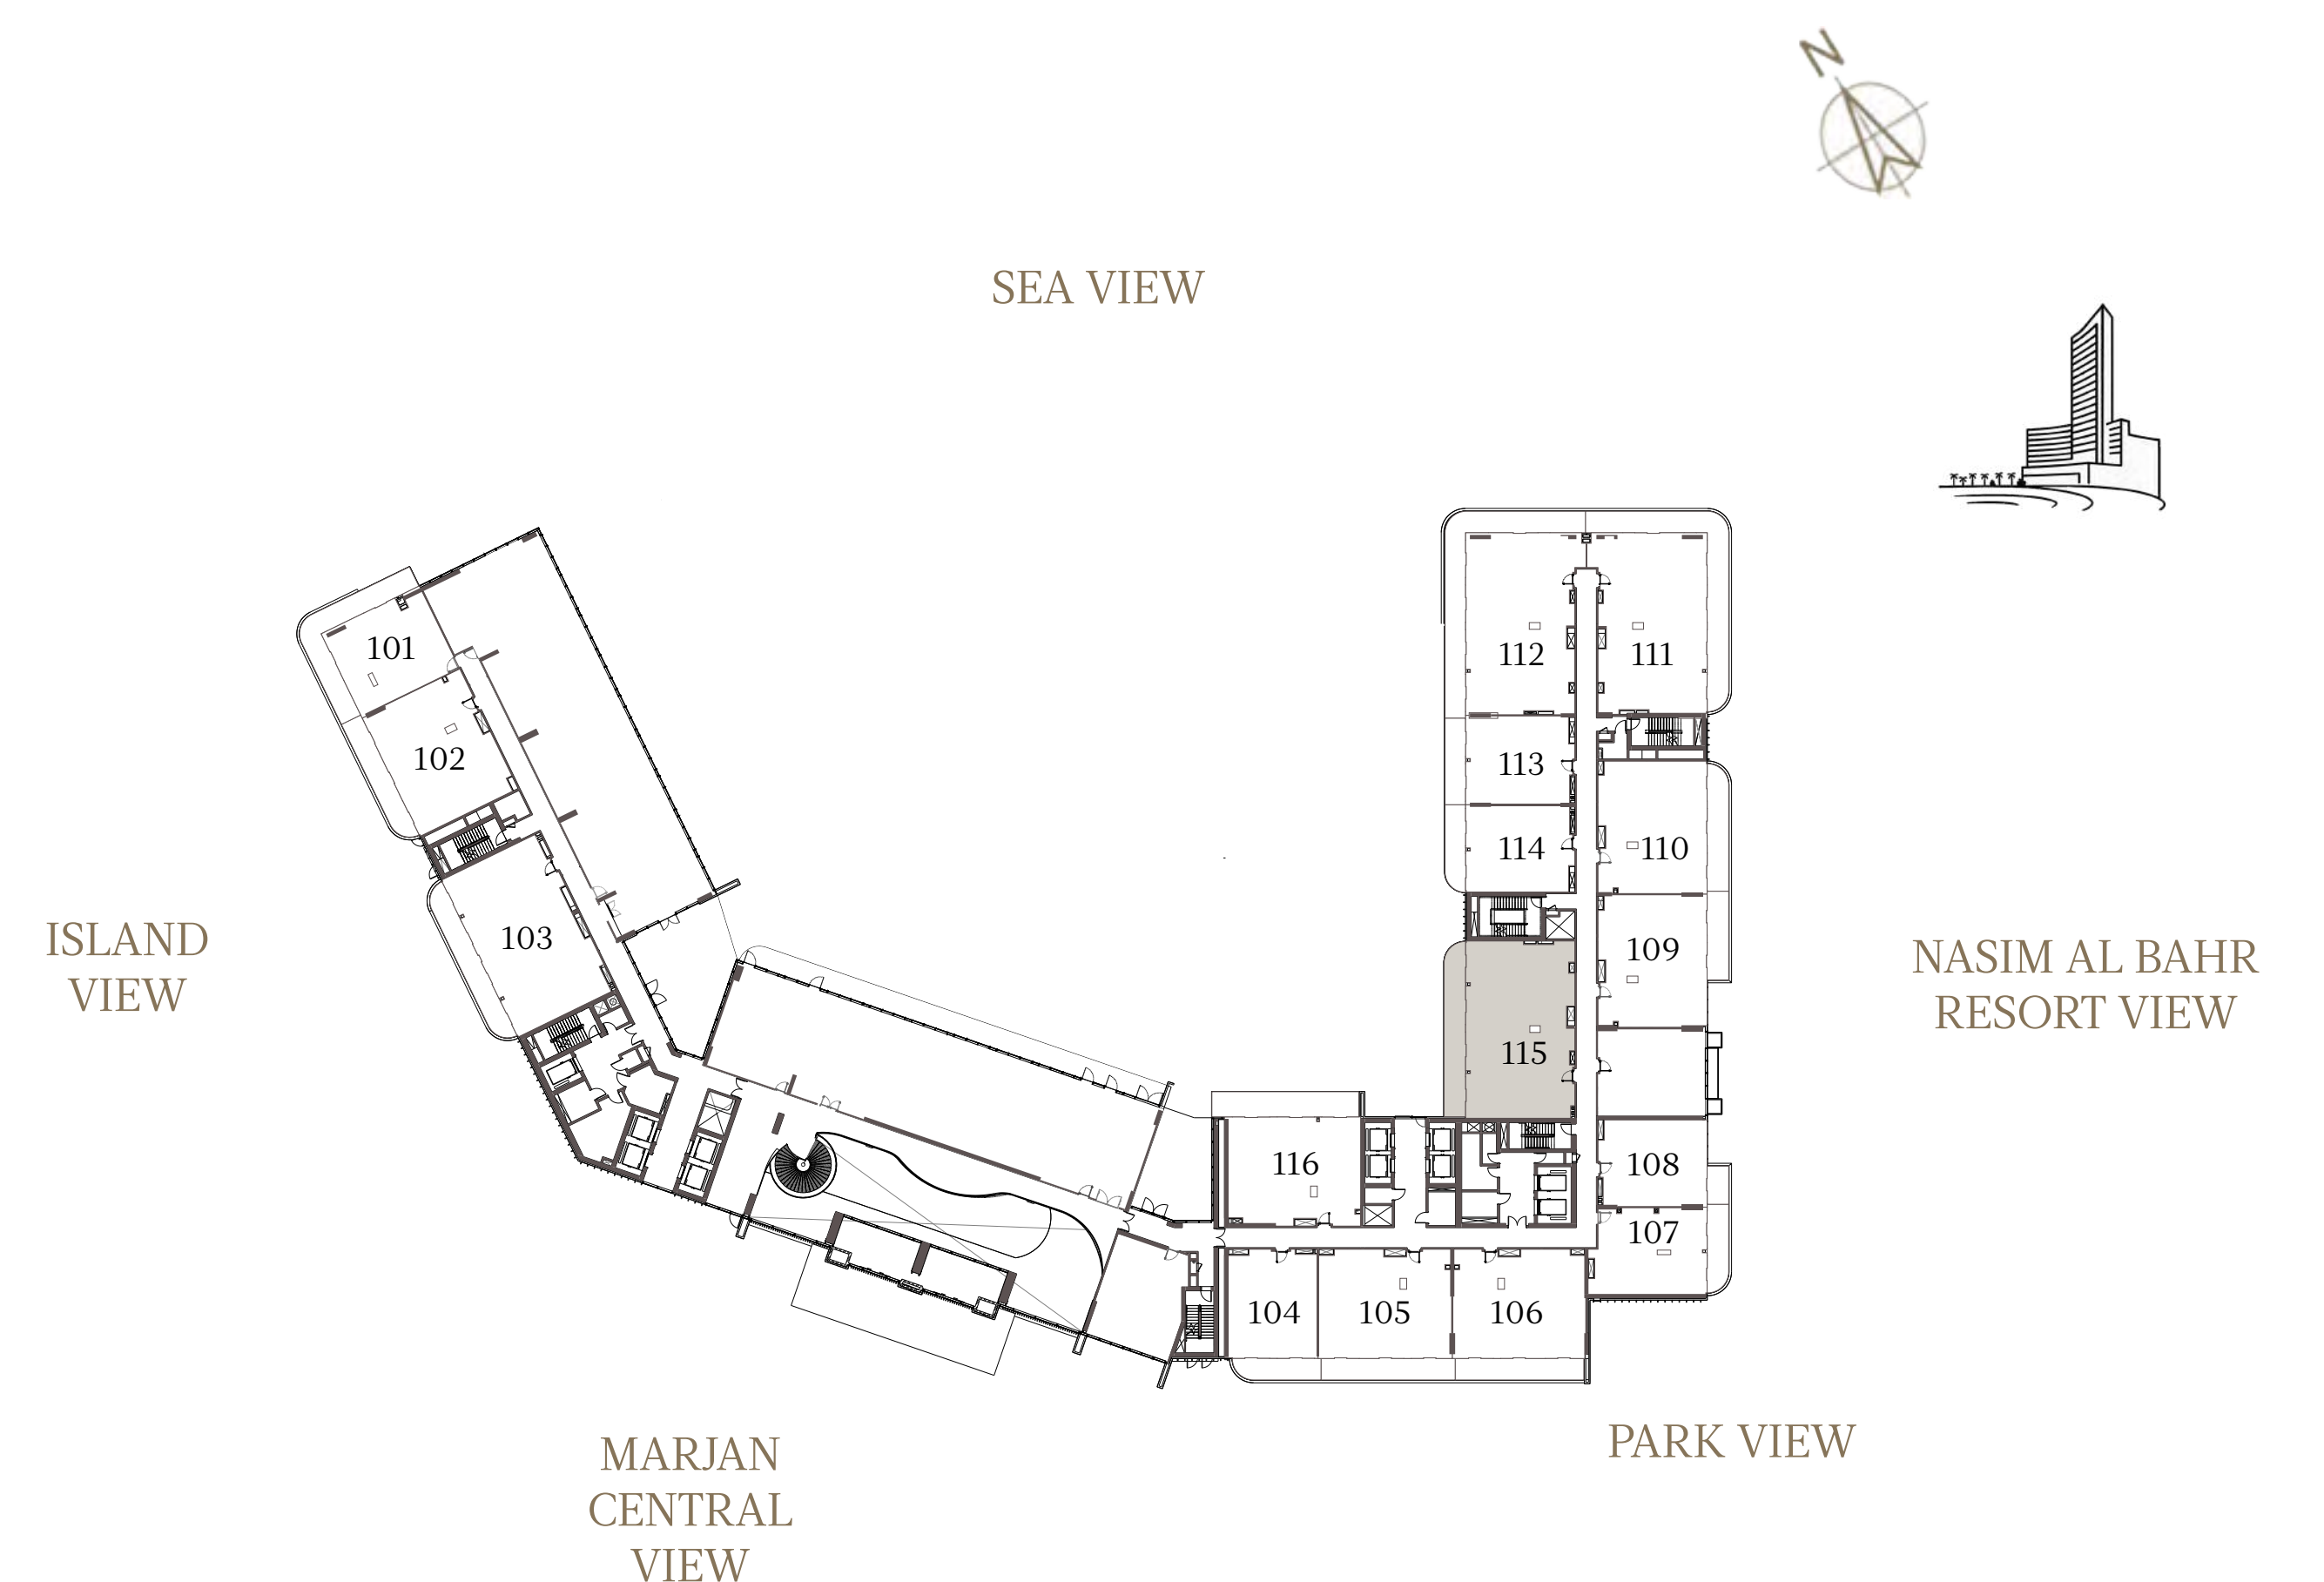 N
SEA VIEW
101
102
103
112
111
113
114
110
109
115
116
108
107
104
105
106
ISLAND
VIEW
NASIM AL BAHR
RESORT VIEW
PARK VIEW
MARJAN
CENTRAL
VIEW